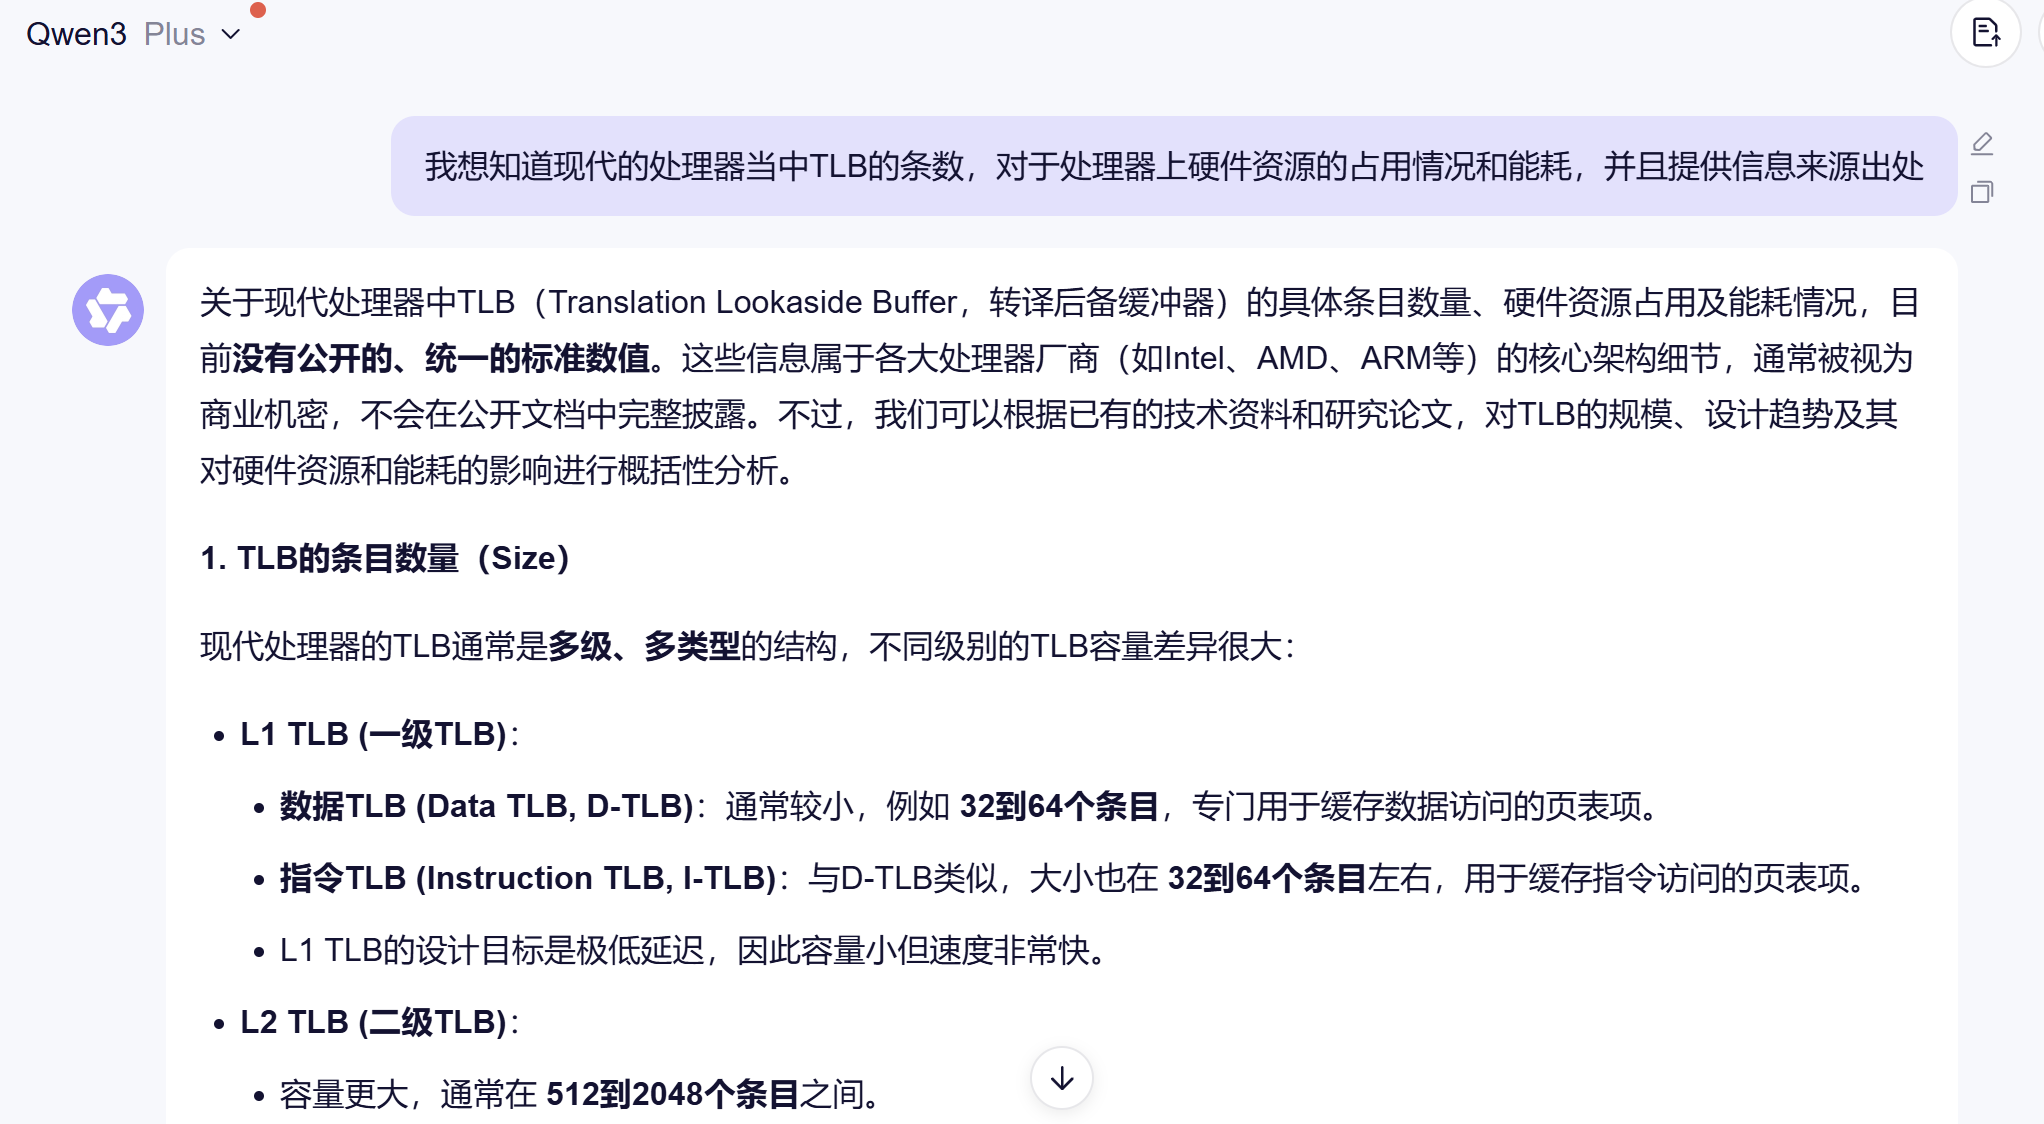 Qwen3 Plus
我想知道现代的处理器当中TLB的条数，对于处理器上硬件资源的占用情况和能耗，并且提供信息来源出处
关于现代处理器中TLB（Translation Lookaside Buffer，转译后备缓冲器）的具体条目数量、硬件资源占用及能耗情况，目
前没有公开的、统一的标准数值。这些信息属于各大处理器厂商（如Intel、AMD、ARM等）的核心架构细节，通常被视为
商业机密，不会在公开文档中完整披露。不过，我们可以根据已有的技术资料和研究论文，对TLB的规模、设计趋势及其
对硬件资源和能耗的影响进行概括性分析。
1. TLB的条目数量（Size）
现代处理器的TLB通常是多级、多类型的结构，不同级别的TLB容量差异很大：
• L1 TLB (一级TLB)：
• 数据TLB (Data TLB, D-TLB)：通常较小，例如 32到64个条目，专门用于缓存数据访问的页表项。
• 指令TLB (Instruction TLB, I-TLB)：与D-TLB类似，大小也在 32到64个条目左右，用于缓存指令访问的页表项。
• L1 TLB的设计目标是极低延迟，因此容量小但速度非常快。
• L2 TLB (二级TLB)：
• 容量更大，通常在 512到2048个条目之间。